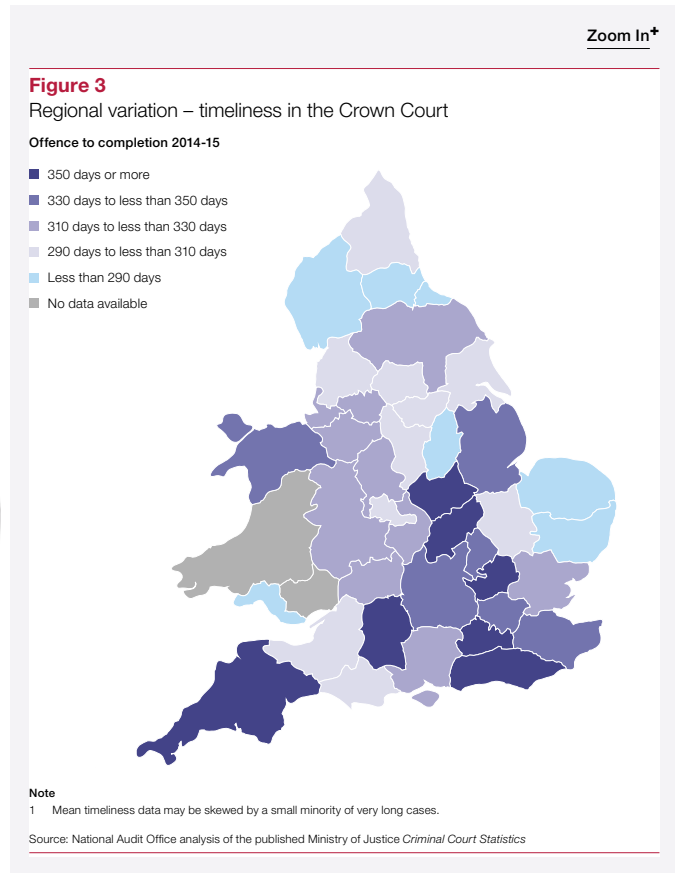 Zoom In+
Figure 3
Regional variation – timeliness in the Crown Court
Offence to completion 2014-15
350 days or more
330 days to less than 350 days
310 days to less than 330 days
290 days to less than 310 days
Less than 290 days
No data available
Note
1 Mean timeliness data may be skewed by a small minority of very long cases.
Source: National Audit Office analysis of the published Ministry of Justice Criminal Court Statistics